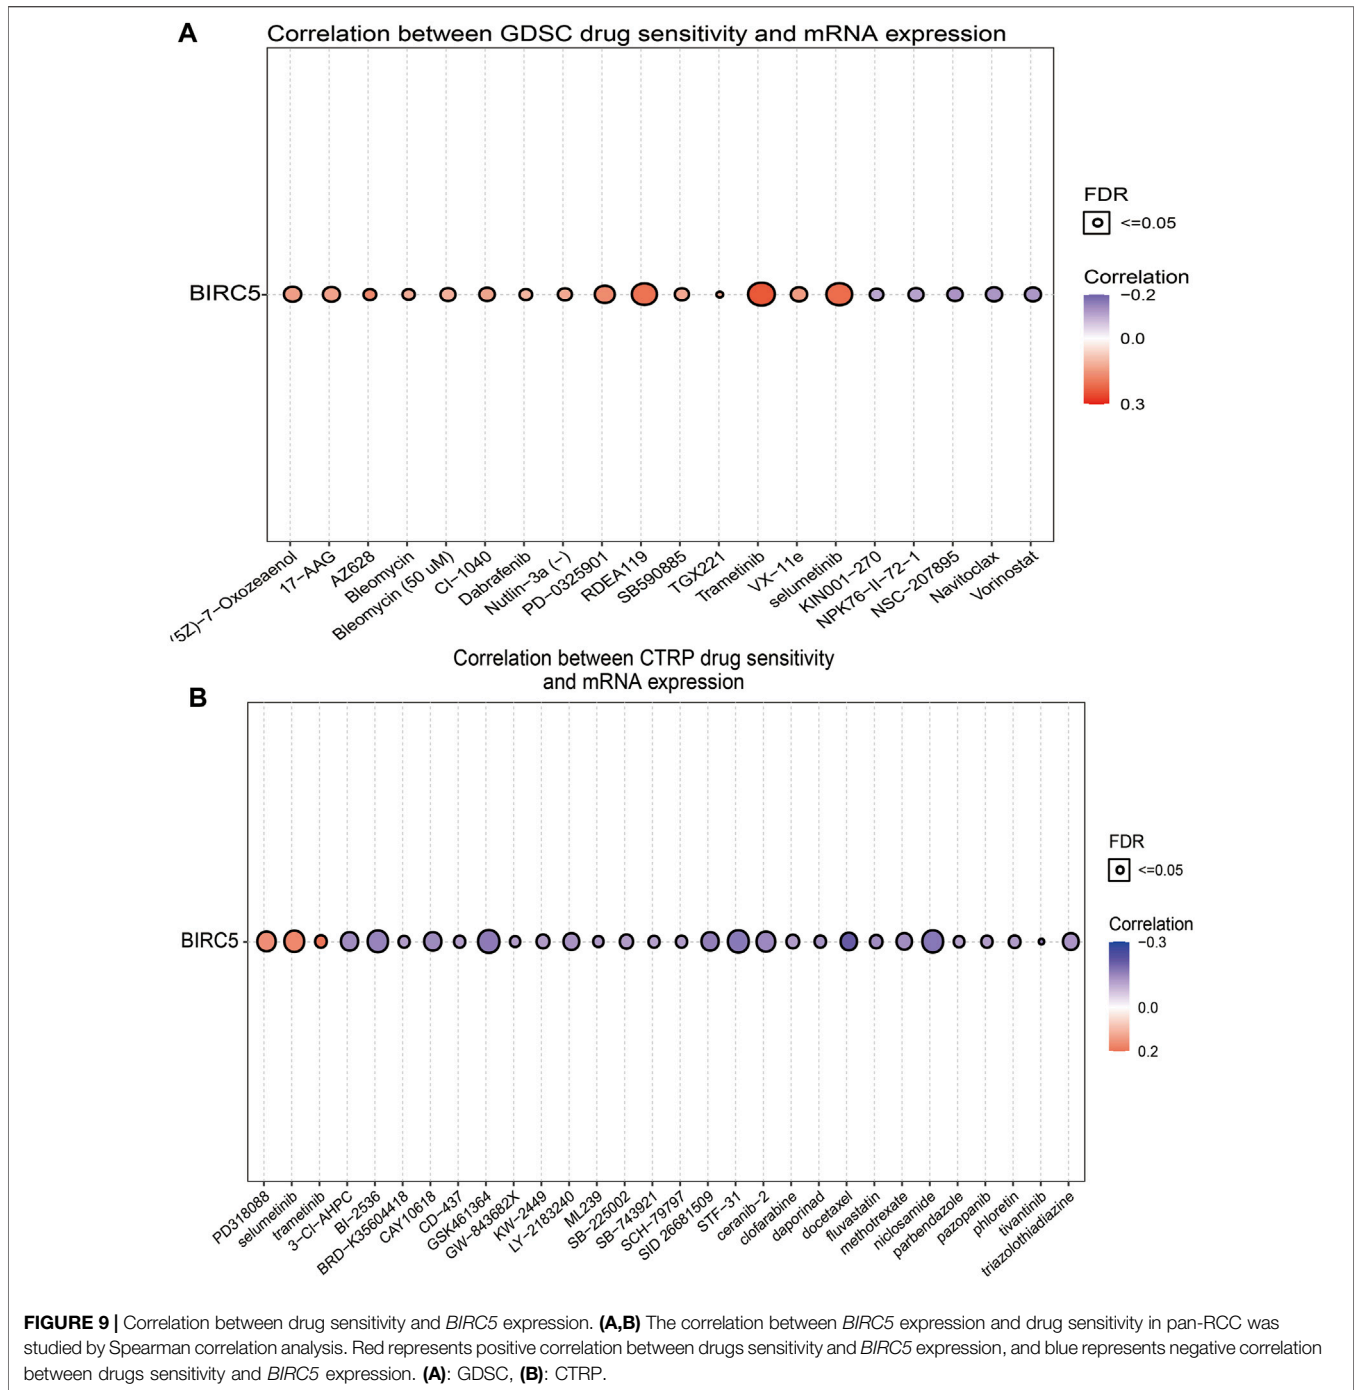 A
Correlation between GDSC drug sensitivity and mRNA expression
BIRC5
FDR
<=0.05
Correlation
−0.2
0.0
0.3
(5Z)−7−Oxozeaenol
17−AAG
AZ628
Bleomycin
Bleomycin (50 uM)
CI−1040
Dabrafenib
Nutlin−3a (−)
PD−0325901
RDEA119
SB590885
TGX221
Trametinib
VX−11e
selumetinib
KIN001−270
NPK76−II−72−1
NSC−207895
Navitoclax
Vorinostat
Correlation between CTRP drug sensitivity
and mRNA expression
B
BIRC5
FDR
<=0.05
Correlation
−0.3
0.0
0.2
PD318088
selumetinib
trametinib
3−Cl−AHPC
BI−2536
BRD−K35604418
CAY10618
CD−437
GSK461364
GW−843682X
KW−2449
LY−2183240
ML239
SB−225002
SB−743921
SCH−79797
SID 26681509
STF−31
ceranib−2
clofarabine
daporinad
docetaxel
fluvastatin
methotrexate
niclosamide
parbendazole
pazopanib
phloretin
tivantinib
triazolothiadiazine
FIGURE 9 | Correlation between drug sensitivity and BIRC5 expression. (A,B) The correlation between BIRC5 expression and drug sensitivity in pan-RCC was
studied by Spearman correlation analysis. Red represents positive correlation between drugs sensitivity and BIRC5 expression, and blue represents negative correlation
between drugs sensitivity and BIRC5 expression. (A): GDSC, (B): CTRP.